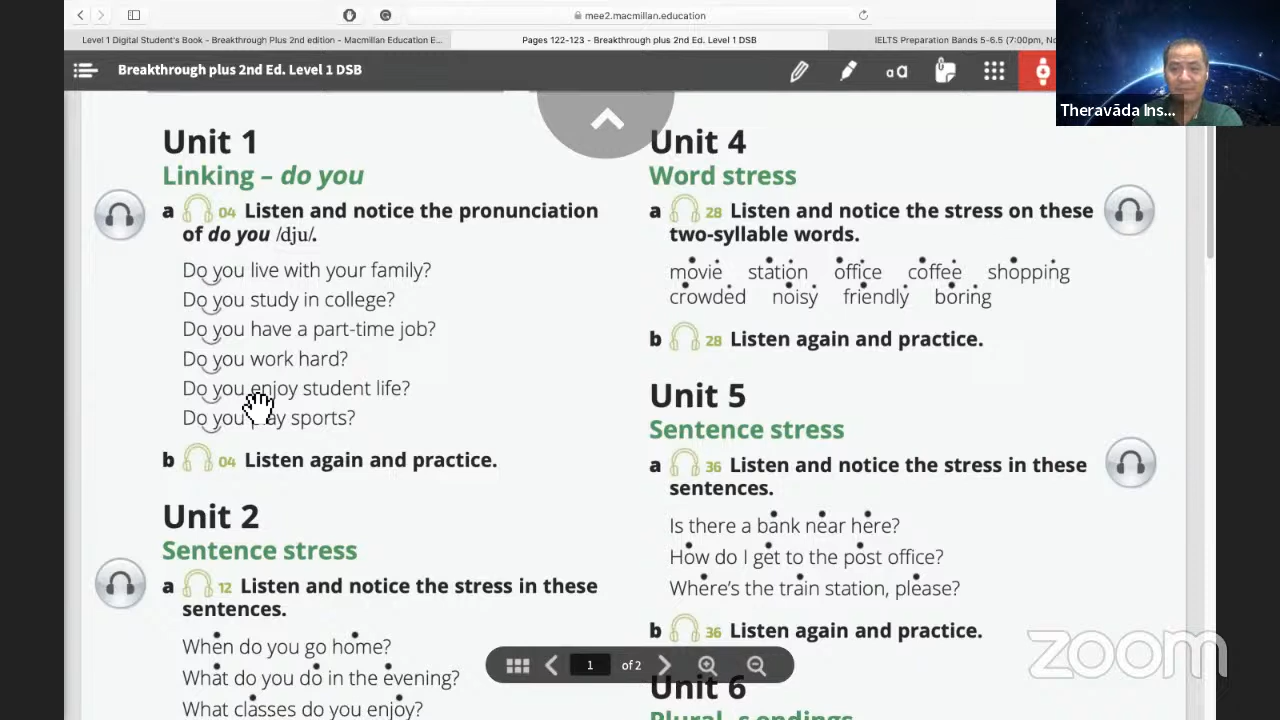 mee2.macmillan.education
Level 1 Digital Student's Book - Breakthrough Plus 2nd edition - Macmillan Education E...
Pages 122-123 - Breakthrough plus 2nd Ed. Level 1 DSB
IELTS Preparation Bands 5-6.5 (7:00pm, No
Breakthrough plus 2nd Ed. Level 1 DSB
Theravāda Ins...
Unit 1
Linking – do you
a 04 Listen and notice the pronunciation
of do you /dju/.
Do you live with your family?
Do you study in college?
Do you have a part-time job?
Do you work hard?
Do you enjoy student life?
Do you sports?
b 04 Listen again and practice.
Unit 2
Sentence stress
a 12 Listen and notice the stress in these
sentences.
When do you go home?
What do you do in the evening?
What classes do you enjoy?
Unit 4
Word stress
a 28 Listen and notice the stress on these
two-syllable words.
movie station office coffee shopping
crowded noisy friendly boring
b 28 Listen again and practice.
Unit 5
Sentence stress
a 36 Listen and notice the stress in these
sentences.
Is there a bank near here?
How do I get to the post office?
Where's the train station, please?
b 36 Listen again and practice.
Unit 6
Plural -s endings
1 of 2
zoom